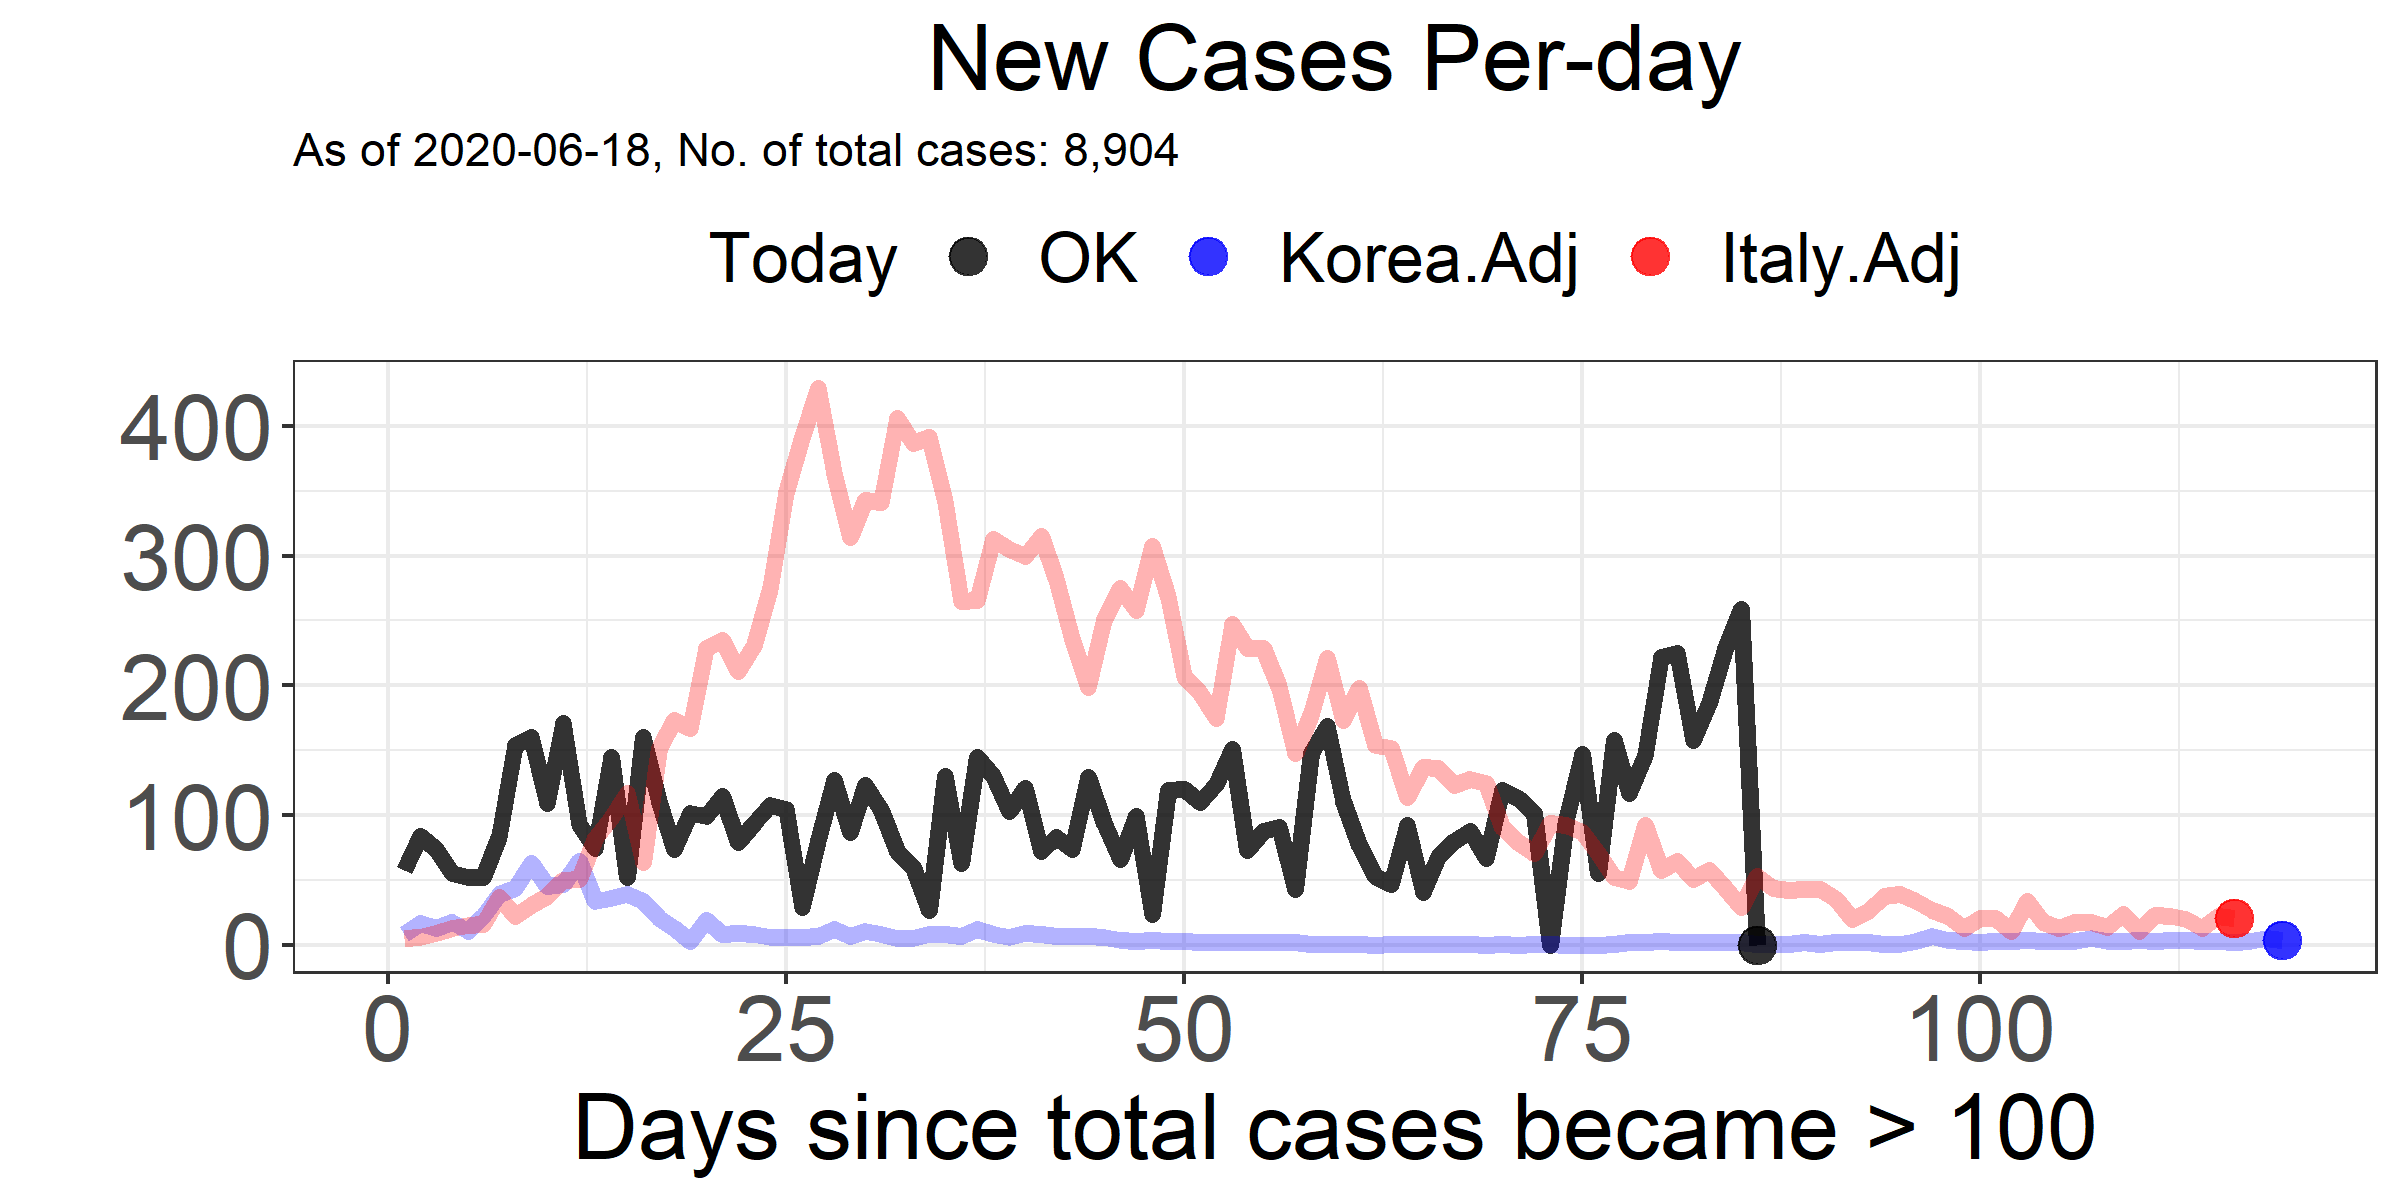 New Cases Per-day
As of 2020-06-18, No. of total cases: 8,904
Today OK Korea.Adj Italy.Adj
400
300
200
100
0
0 25 50 75 100
Days since total cases became > 100